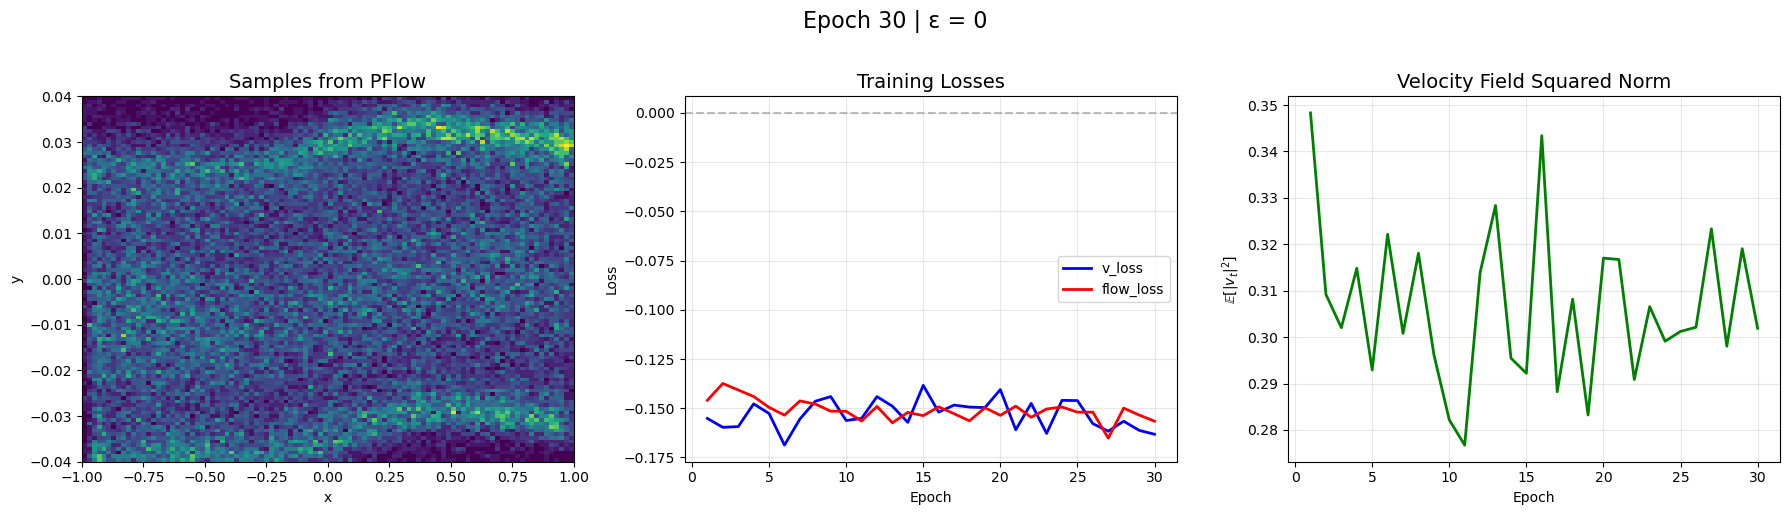 Epoch 30 | ε = 0
Samples from PFlow
0.04
0.03
0.02
0.01
0.00
−0.01
−0.02
−0.03
−0.04
y
−1.00 −0.75 −0.50 −0.25 0.00 0.25 0.50 0.75 1.00
x
Training Losses
0.000
−0.025
−0.050
−0.075
−0.100
−0.125
−0.150
−0.175
Loss
v_loss
flow_loss
0 5 10 15 20 25 30
Epoch
Velocity Field Squared Norm
0.35
0.34
0.33
0.32
0.31
0.30
0.29
0.28
𝔼[|v_t|²]
0 5 10 15 20 25 30
Epoch